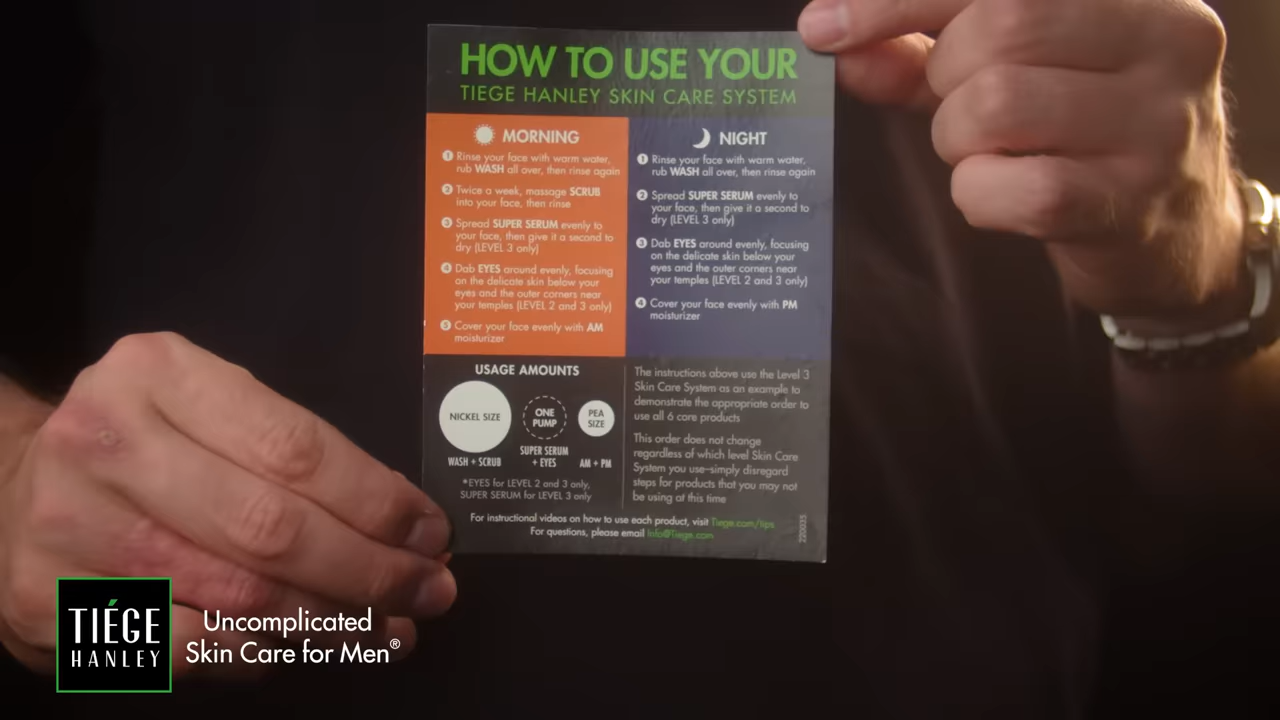 HOW TO USE YOUR
TIEGE HANLEY SKIN CARE SYSTEM
MORNING
1 Rinse your face with warm water,
rub WASH all over, then rinse again
2 Twice a week, massage SCRUB
into your face, then rinse
3 Spread SUPER SERUM evenly to
your face, then give it a second to
dry (LEVEL 3 only)
4 Dab EYES around evenly, focusing
on the delicate skin below your
eyes and the outer corners near
your temples (LEVEL 2 and 3 only)
5 Cover your face evenly with AM
moisturizer
NIGHT
1 Rinse your face with warm water,
rub WASH all over, then rinse again
2 Spread SUPER SERUM evenly to
your face, then give it a second to
dry (LEVEL 3 only)
3 Dab EYES around evenly, focusing
on the delicate skin below your
eyes and the outer corners near
your temples (LEVEL 2 and 3 only)
4 Cover your face evenly with PM
moisturizer
USAGE AMOUNTS
NICKEL SIZE
WASH + SCRUB
ONE
PUMP
SUPER SERUM
+ EYES
PEA
SIZE
AM + PM
*EYES for LEVEL 2 and 3 only,
SUPER SERUM for LEVEL 3 only
The instructions above use the Level 3
Skin Care System as an example to
demonstrate the appropriate order to
use all 6 care products
This order does not change
regardless of which level Skin Care
System you use–simply disregard
steps for products that you may not
be using at this time
For instructional videos on how to use each product, visit Tiege.com/tips
For questions, please email Info@Tiege.com
TIÉGE
HANLEY
Uncomplicated
Skin Care for Men®